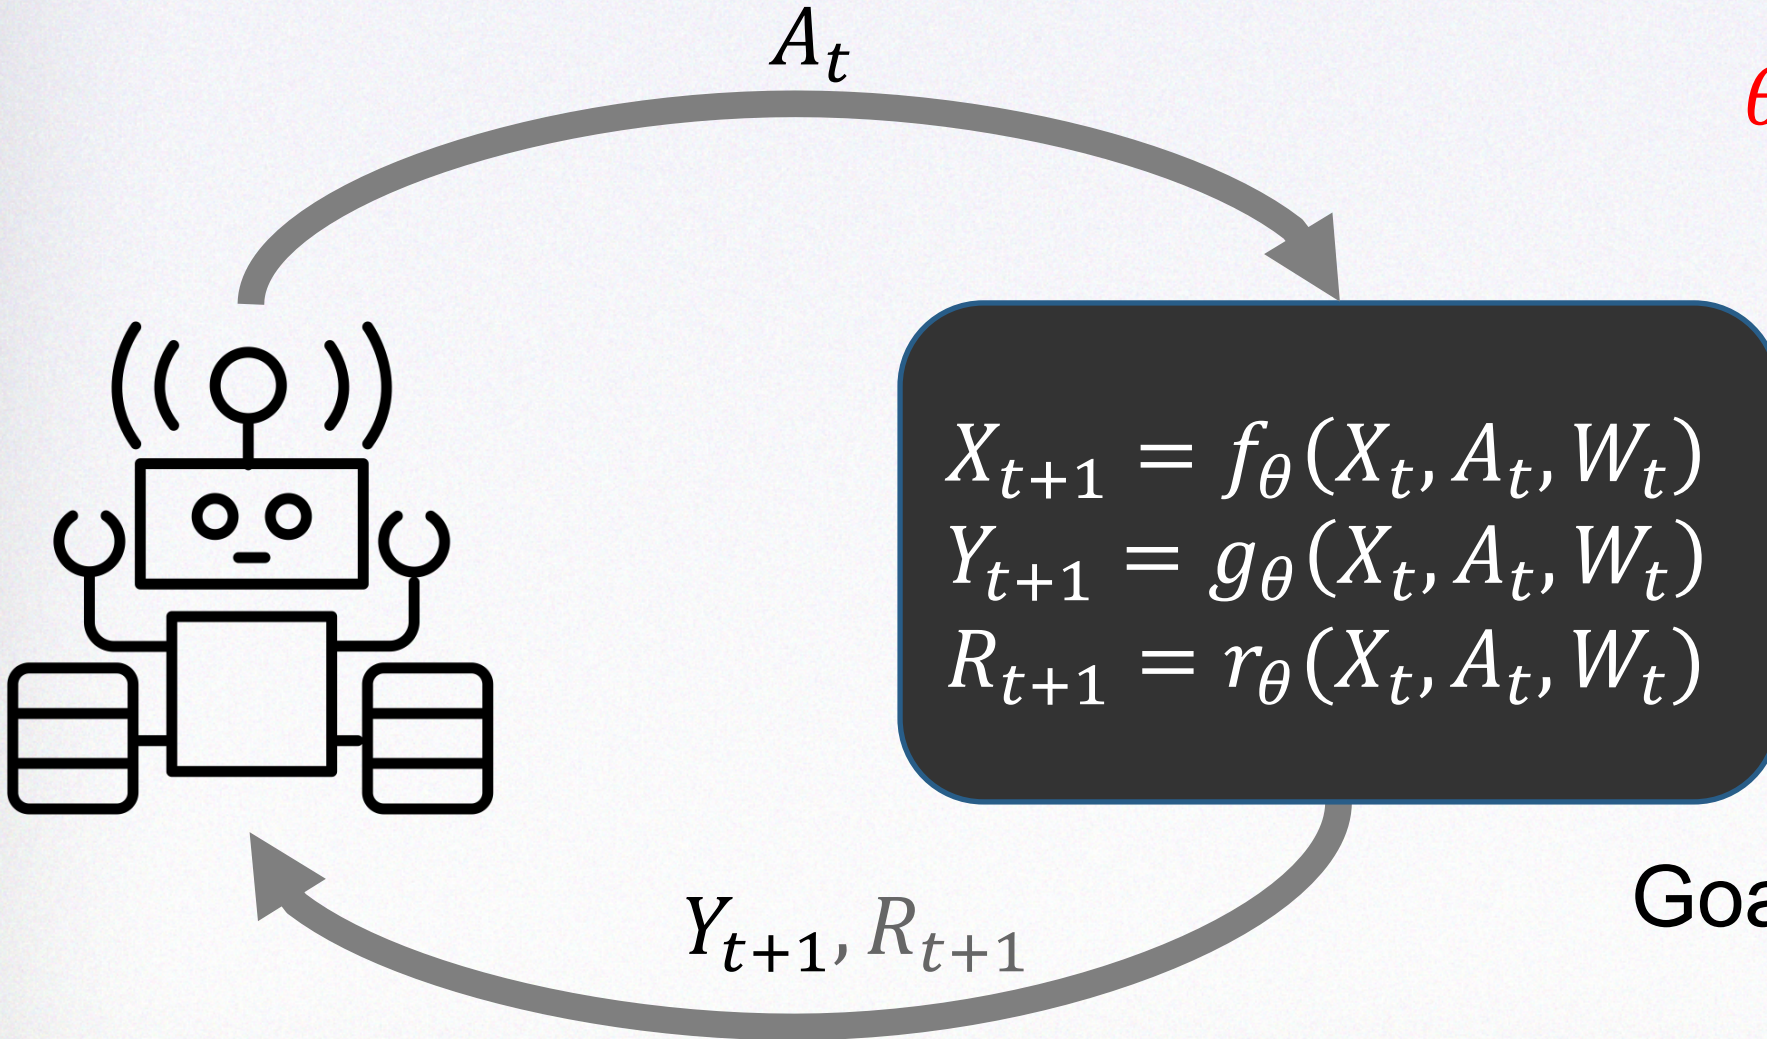 A_t
θ
X_{t+1} = f_θ(X_t, A_t, W_t)
Y_{t+1} = g_θ(X_t, A_t, W_t)
R_{t+1} = r_θ(X_t, A_t, W_t)
Goa
Y_{t+1}, R_{t+1}